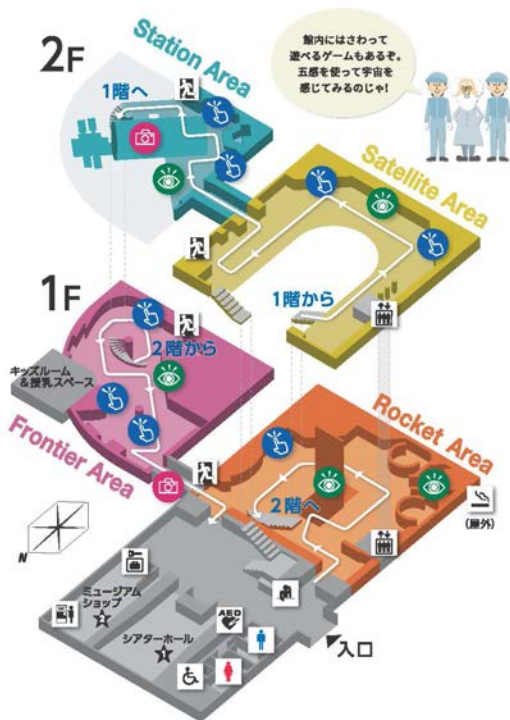 館内にはさわって
遊べるゲームもあるぞ。
五感を使って宇宙を
感じてみるのじゃ!
2F
Station Area
1階へ
Satellite Area
1階から
1F
2階から
キッズルーム
&授乳スペース
Frontier Area
Rocket Area
2階へ
(屋外)
N
ミュージアム
ショップ
2
シアターホール
1
AED
入口